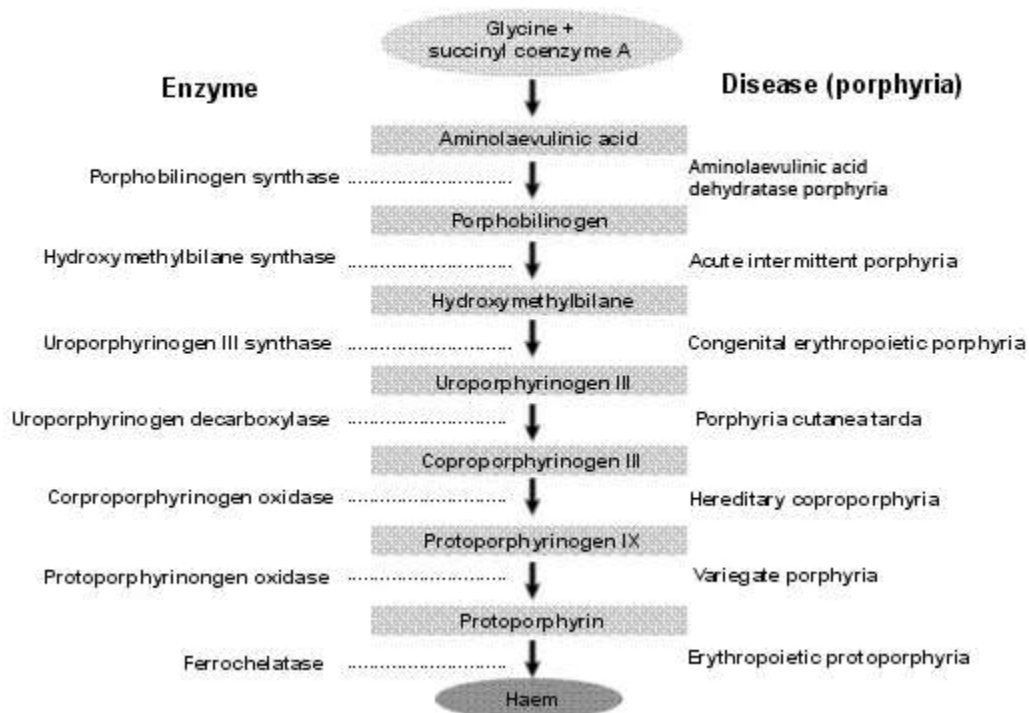 Glycine +
succinyl coenzyme A
Enzyme
Disease (porphyria)
Aminolaevulinic acid
Porphobilinogen synthase
Aminolaevulinic acid
dehydratase porphyria
Porphobilinogen
Hydroxymethylbilane synthase
Acute intermittent porphyria
Hydroxymethylbilane
Uroporphyrinogen III synthase
Congenital erythropoietic porphyria
Uroporphyrinogen III
Uroporphyrinogen decarboxylase
Porphyria cutanea tarda
Coproporphyrinogen III
Corproporphyrinogen oxidase
Hereditary coproporphyria
Protoporphyrinogen IX
Protoporphyrinongen oxidase
Variegate porphyria
Protoporphyrin
Ferrochelatase
Erythropoietic protoporphyria
Haem